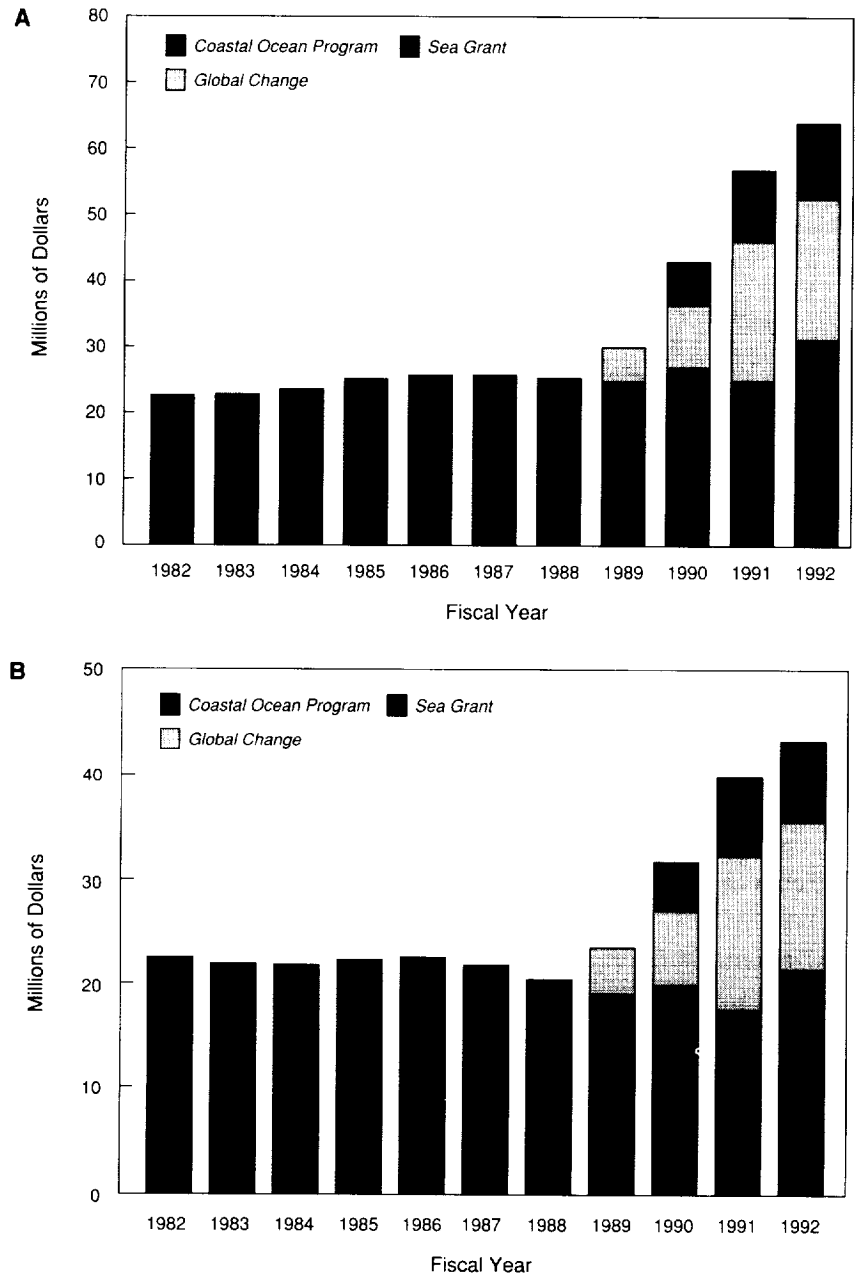 A
80
70
60
50
40
30
20
10
0
Millions of Dollars
Coastal Ocean Program Sea Grant
Global Change
1982 1983 1984 1985 1986 1987 1988 1989 1990 1991 1992
Fiscal Year
B
50
40
30
20
10
0
Millions of Dollars
Coastal Ocean Program Sea Grant
Global Change
1982 1983 1984 1985 1986 1987 1988 1989 1990 1991 1992
Fiscal Year